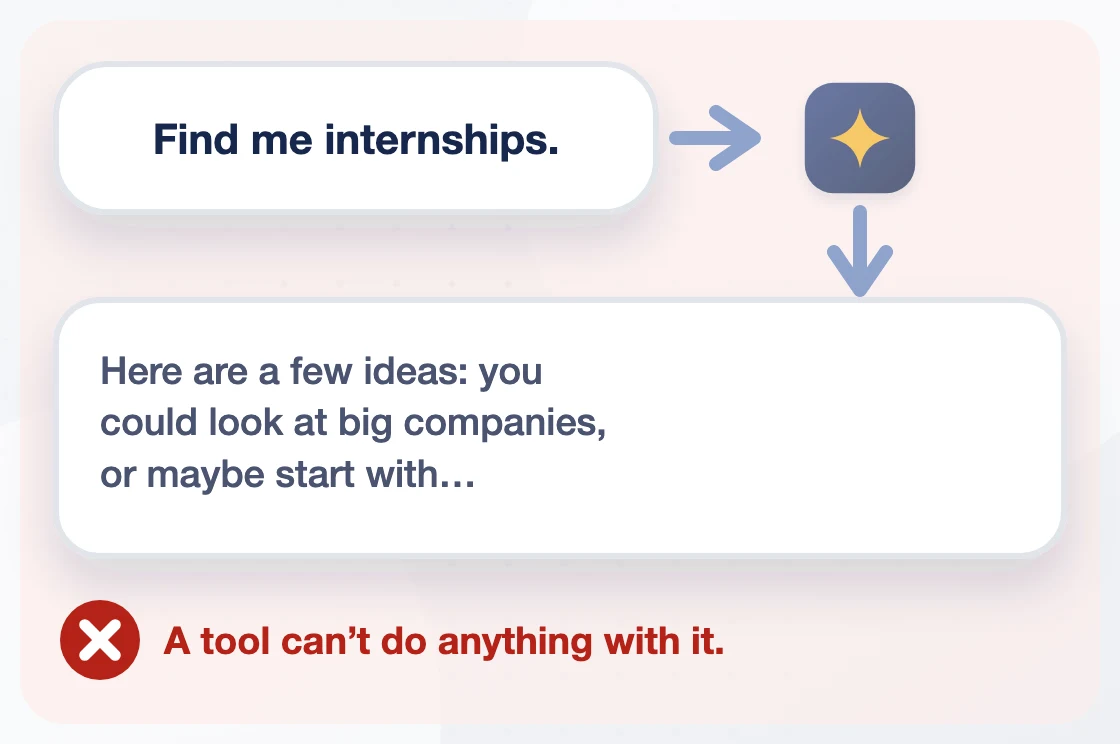 Find me internships.
Here are a few ideas: you
could look at big companies,
or maybe start with…
A tool can’t do anything with it.